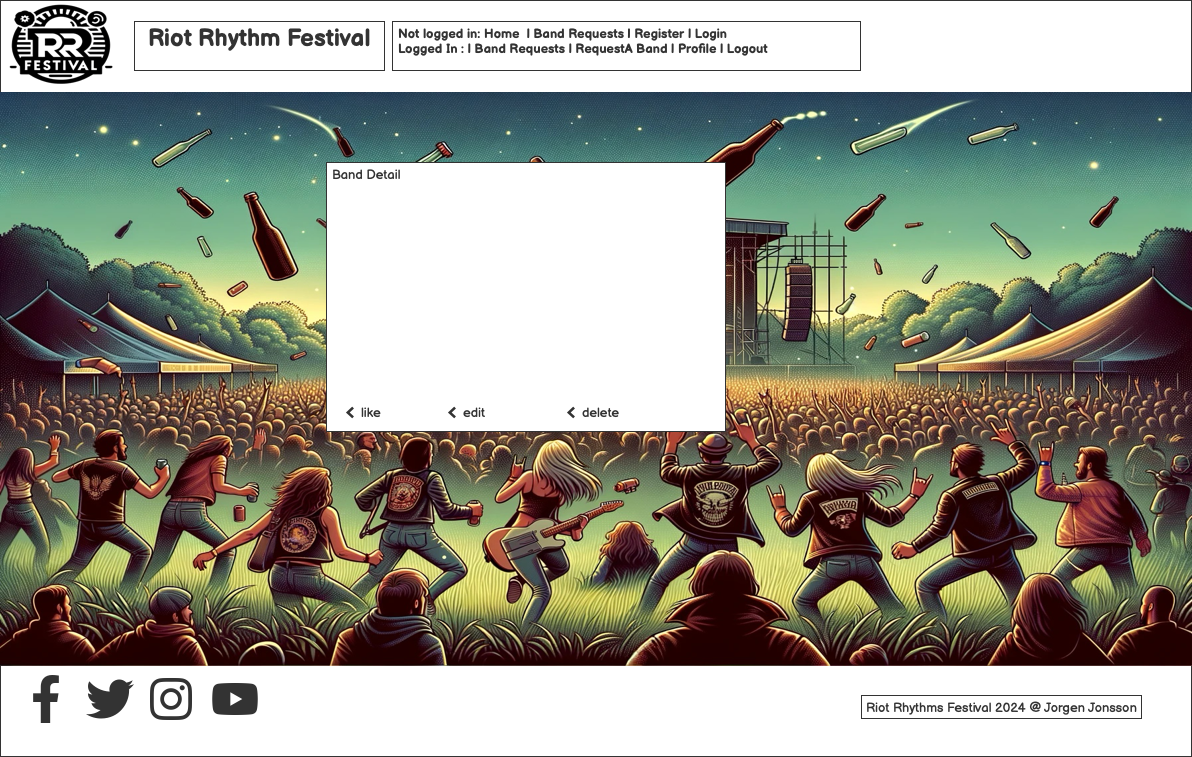 RR
FESTIVAL
Riot Rhythm Festival
Not logged in: Home | Band Requests | Register | Login
Logged In : | Band Requests | RequestA Band | Profile | Logout
Band Detail
like edit delete
Riot Rhythms Festival 2024 @ Jorgen Jonsson